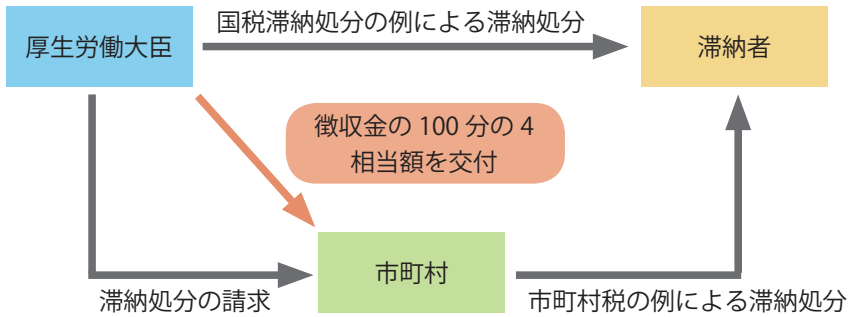 国税滞納処分の例による滞納処分
厚生労働大臣
滞納者
徴収金の 100 分の 4
相当額を交付
市町村
滞納処分の請求
市町村税の例による滞納処分